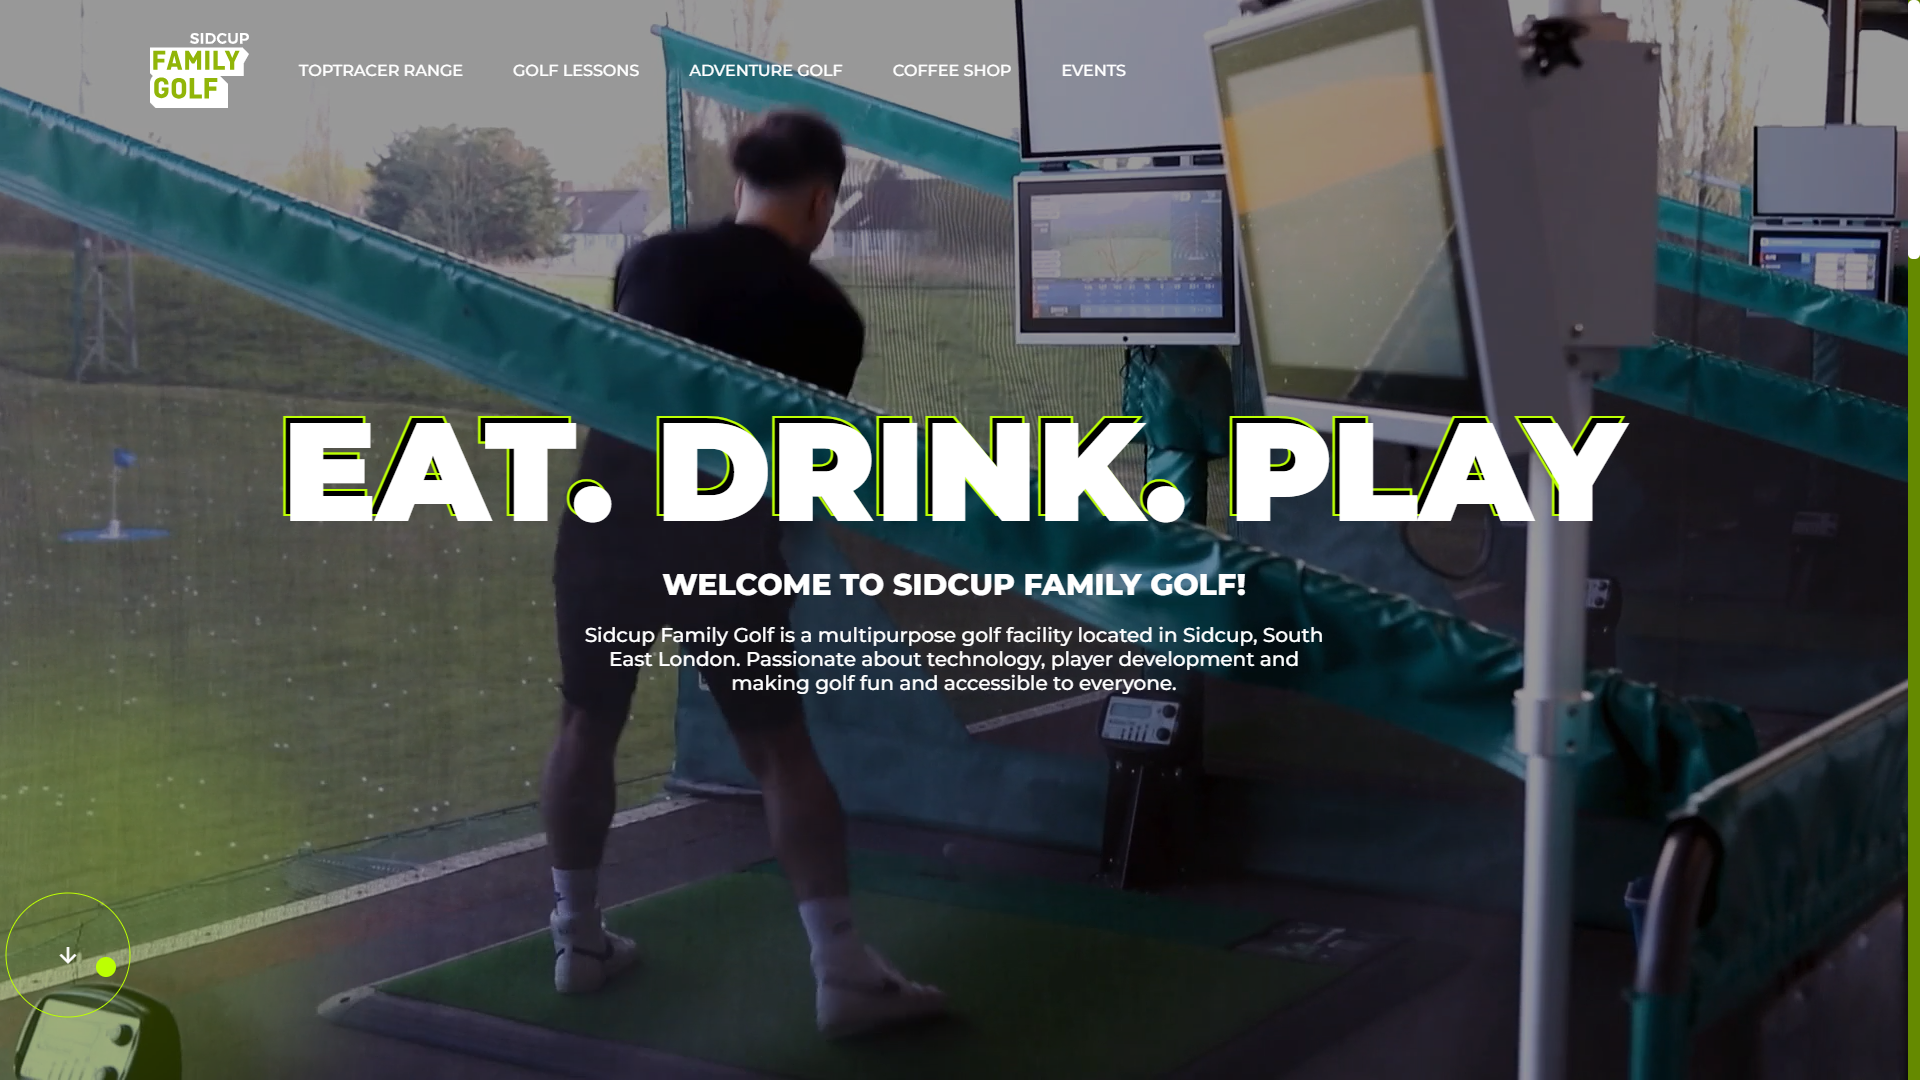 SIDCUP
FAMILY
GOLF
TOPTRACER RANGE
GOLF LESSONS
ADVENTURE GOLF
COFFEE SHOP
EVENTS
EAT. DRINK. PLAY
WELCOME TO SIDCUP FAMILY GOLF!
Sidcup Family Golf is a multipurpose golf facility located in Sidcup, South
East London. Passionate about technology, player development and
making golf fun and accessible to everyone.